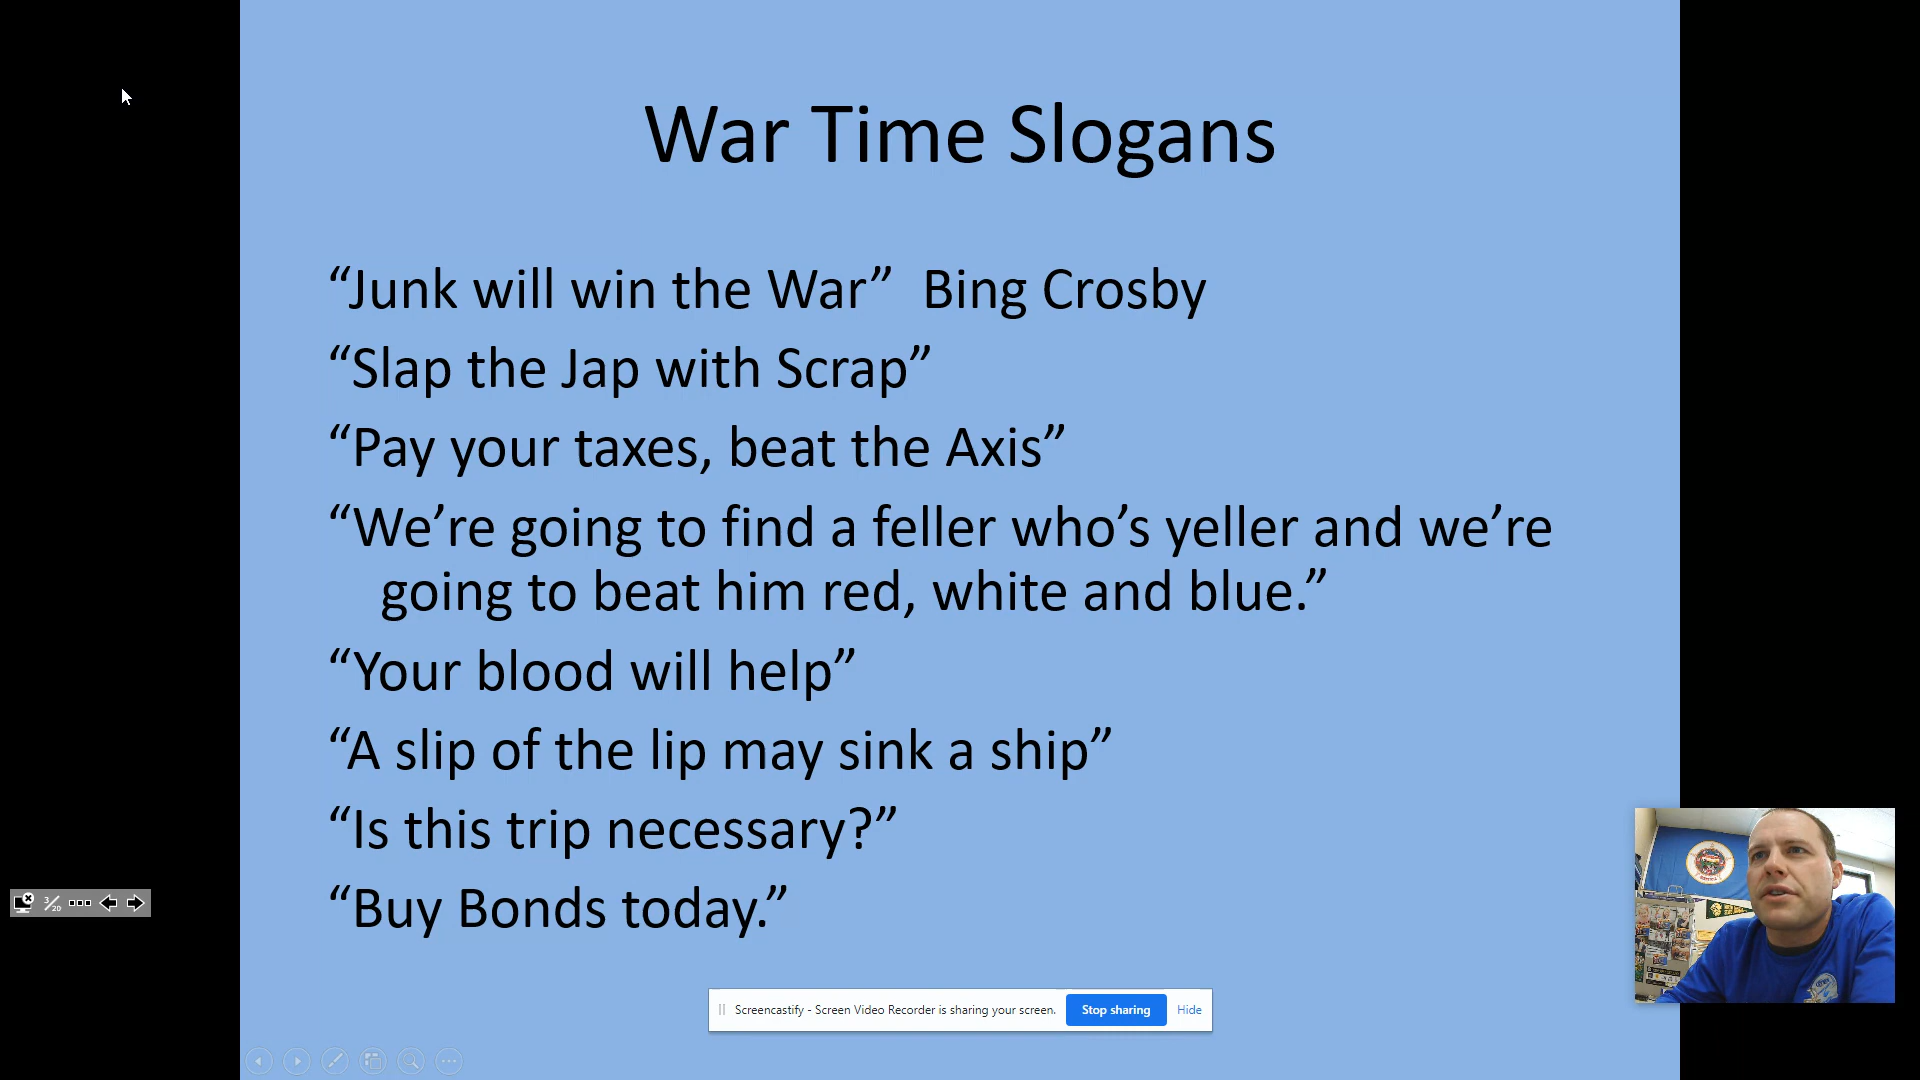 War Time Slogans
“Junk will win the War”  Bing Crosby
“Slap the Jap with Scrap”
“Pay your taxes, beat the Axis”
“We’re going to find a feller who’s yeller and we’re
going to beat him red, white and blue.”
“Your blood will help”
“A slip of the lip may sink a ship”
“Is this trip necessary?”
“Buy Bonds today.”
3/20
Screencastify - Screen Video Recorder is sharing your screen. Stop sharing Hide